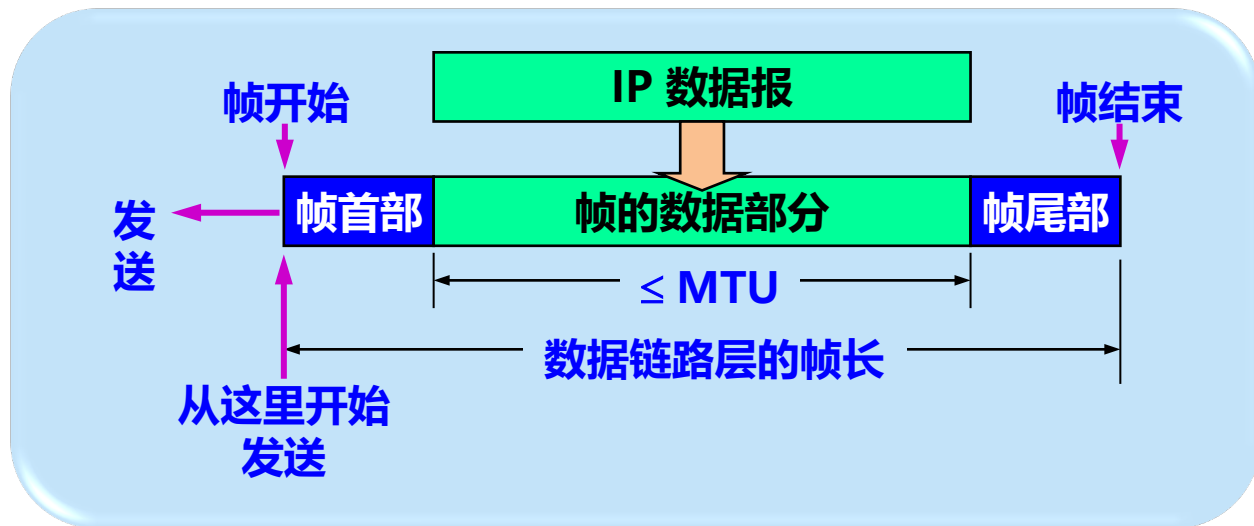 IP 数据报
帧开始
帧结束
发
送
帧首部
帧的数据部分
帧尾部
≤ MTU
数据链路层的帧长
从这里开始
发送